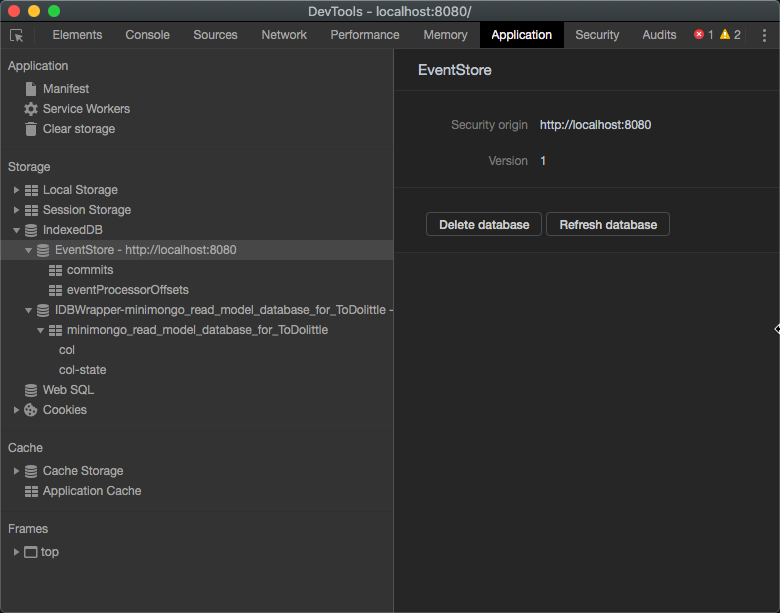 DevTools - localhost:8080/
Elements Console Sources Network Performance Memory Application Security Audits 1 2
Application
Manifest
Service Workers
Clear storage
Storage
Local Storage
Session Storage
IndexedDB
EventStore - http://localhost:8080
commits
eventProcessorOffsets
IDBWrapper-minimongo_read_model_database_for_ToDolittle -
minimongo_read_model_database_for_ToDolittle
col
col-state
Web SQL
Cookies
Cache
Cache Storage
Application Cache
Frames
top
EventStore
Security origin http://localhost:8080
Version 1
Delete database Refresh database